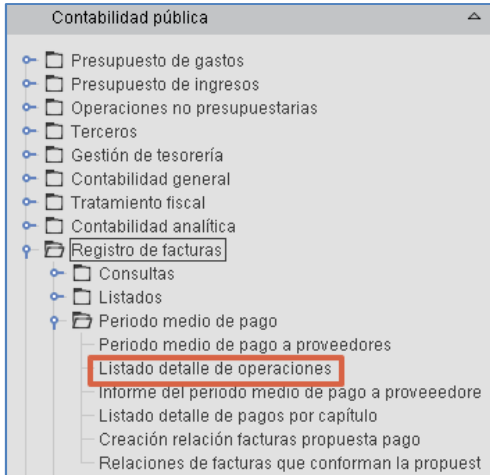 Contabilidad pública
Presupuesto de gastos
Presupuesto de ingresos
Operaciones no presupuestarias
Terceros
Gestión de tesorería
Contabilidad general
Tratamiento fiscal
Contabilidad analítica
Registro de facturas
Consultas
Listados
Periodo medio de pago
Periodo medio de pago a proveedores
Listado detalle de operaciones
Informe del periodo medio de pago a proveeedore
Listado detalle de pagos por capítulo
Creación relación facturas propuesta pago
Relaciones de facturas que conforman la propuest